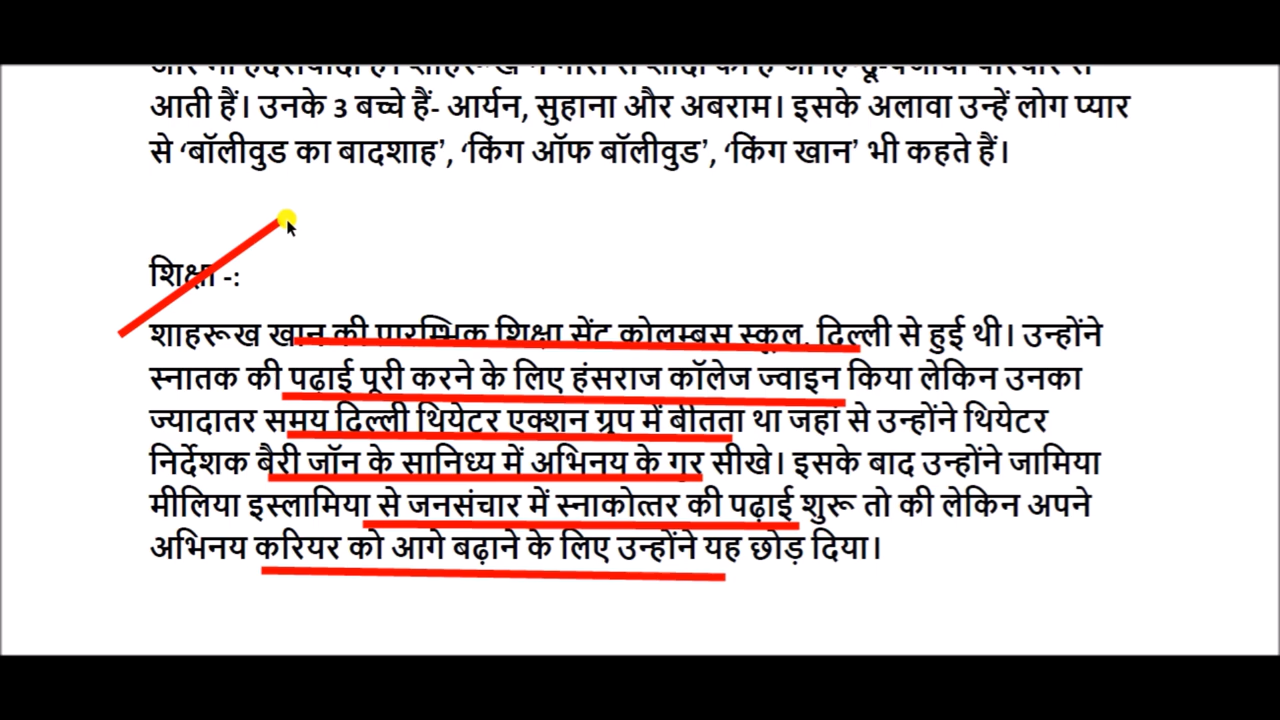 आती हैं। उनके 3 बच्चे हैं- आर्यन, सुहाना और अबराम। इसके अलावा उन्हें लोग प्यार
से ‘बॉलीवुड का बादशाह’, ‘किंग ऑफ बॉलीवुड’, ‘किंग खान’ भी कहते हैं।
शिक्षा -:
शाहरूख खान की प्रारम्भिक शिक्षा सेंट कोलम्बस स्कूल, दिल्ली से हुई थी। उन्होंने
स्नातक की पढ़ाई पूरी करने के लिए हंसराज कॉलेज ज्वाइन किया लेकिन उनका
ज्यादातर समय दिल्ली थियेटर एक्शन ग्रुप में बीतता था जहां से उन्होंने थियेटर
निर्देशक बैरी जॉन के सानिध्य में अभिनय के गुर सीखे। इसके बाद उन्होंने जामिया
मीलिया इस्लामिया से जनसंचार में स्नाकोत्तर की पढ़ाई शुरू तो की लेकिन अपने
अभिनय करियर को आगे बढ़ाने के लिए उन्होंने यह छोड़ दिया।